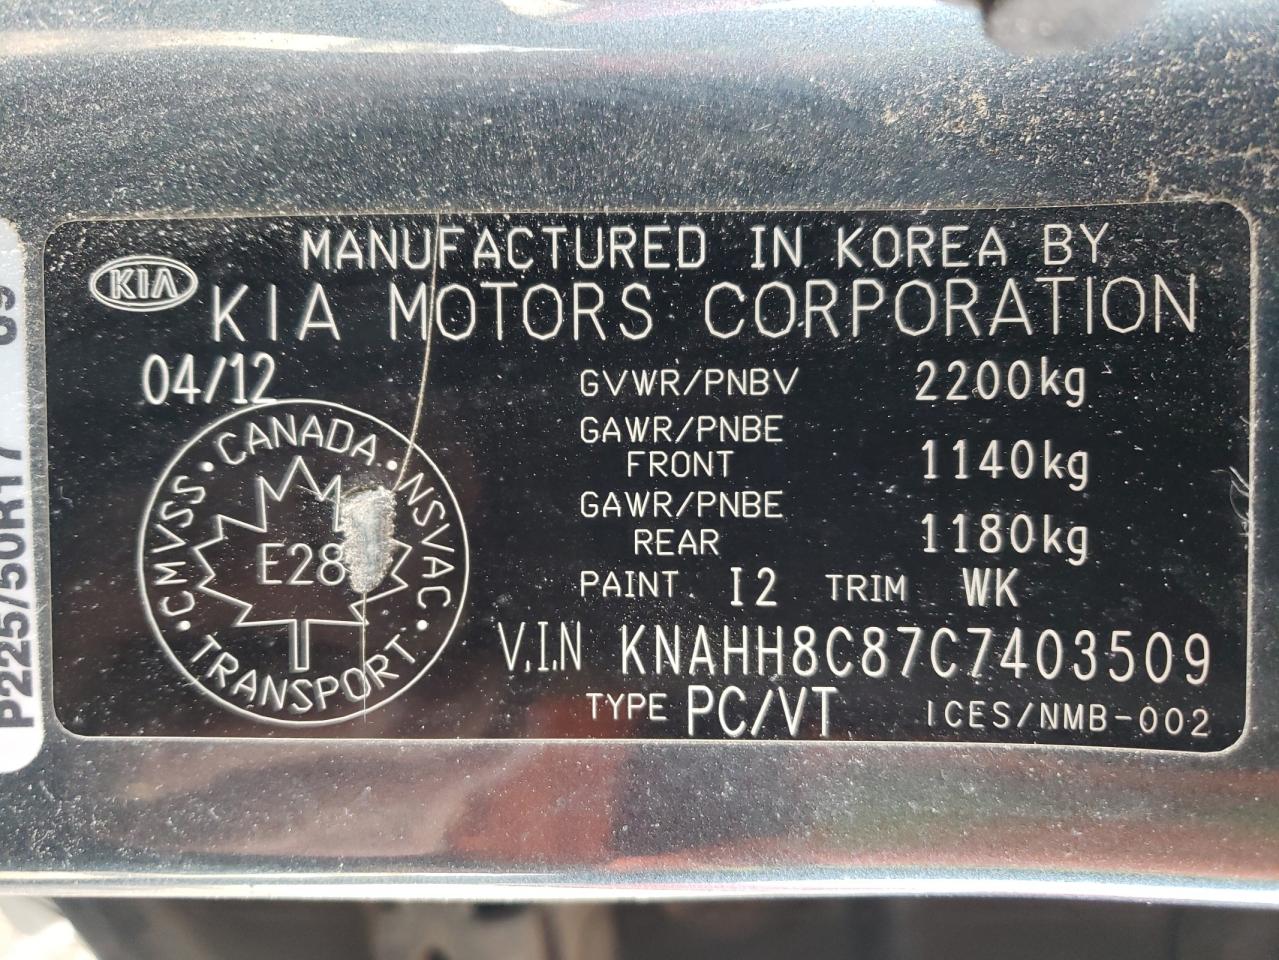 MANUFACTURED IN KOREA BY
KIA
KIA MOTORS CORPORATION
04/12
GVWR/PNBV 2200kg
GAWR/PNBE
FRONT 1140kg
GAWR/PNBE
REAR 1180kg
PAINT I2 TRIM WK
V.I.N KNAHH8C87C7403509
TYPE PC/VT ICES/NMB-002
CANADA · NSVAC · TRANSPORT · CMVSS ·
E28
P225/50R17